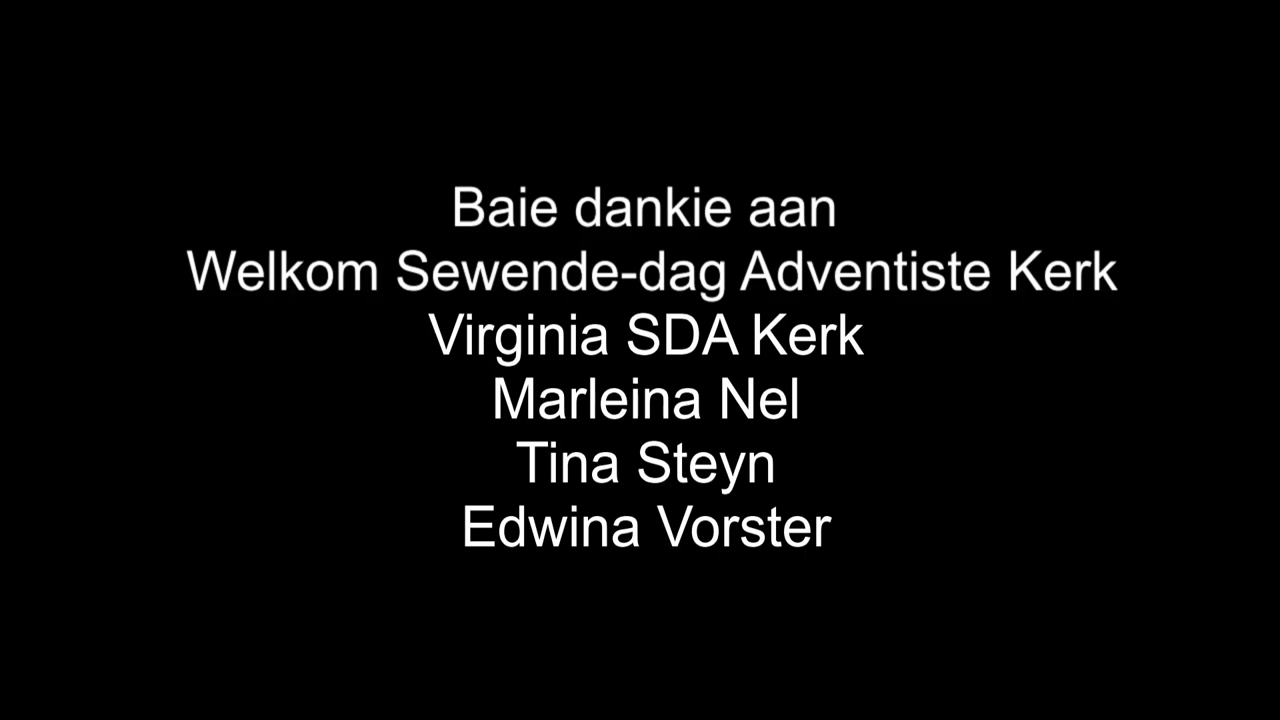 Baie dankie aan
Welkom Sewende-dag Adventiste Kerk
Virginia SDA Kerk
Marleina Nel
Tina Steyn
Edwina Vorster